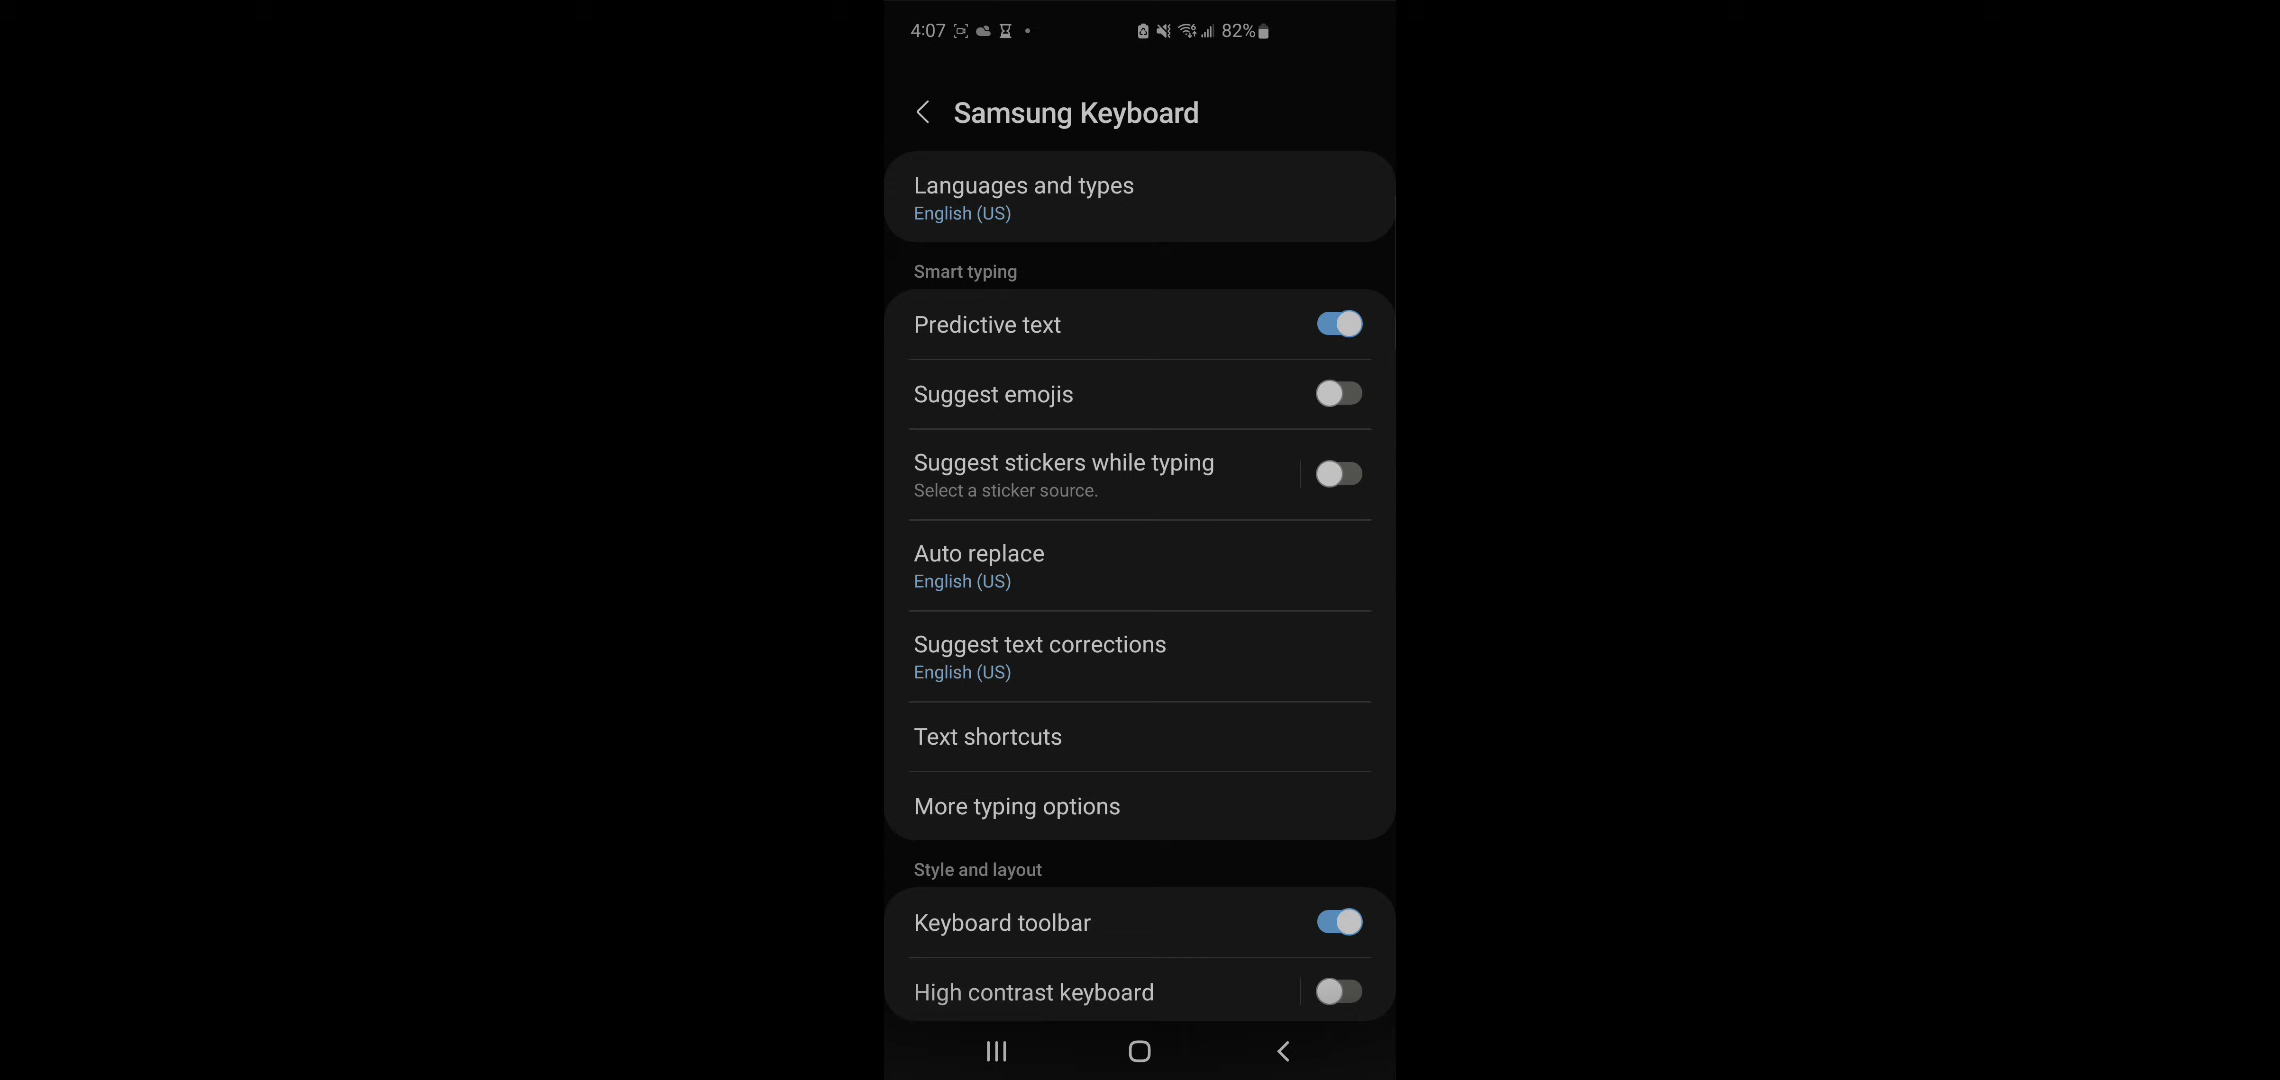 4:07
82%
Samsung Keyboard
Languages and types
English (US)
Smart typing
Predictive text
Suggest emojis
Suggest stickers while typing
Select a sticker source.
Auto replace
English (US)
Suggest text corrections
English (US)
Text shortcuts
More typing options
Style and layout
Keyboard toolbar
High contrast keyboard